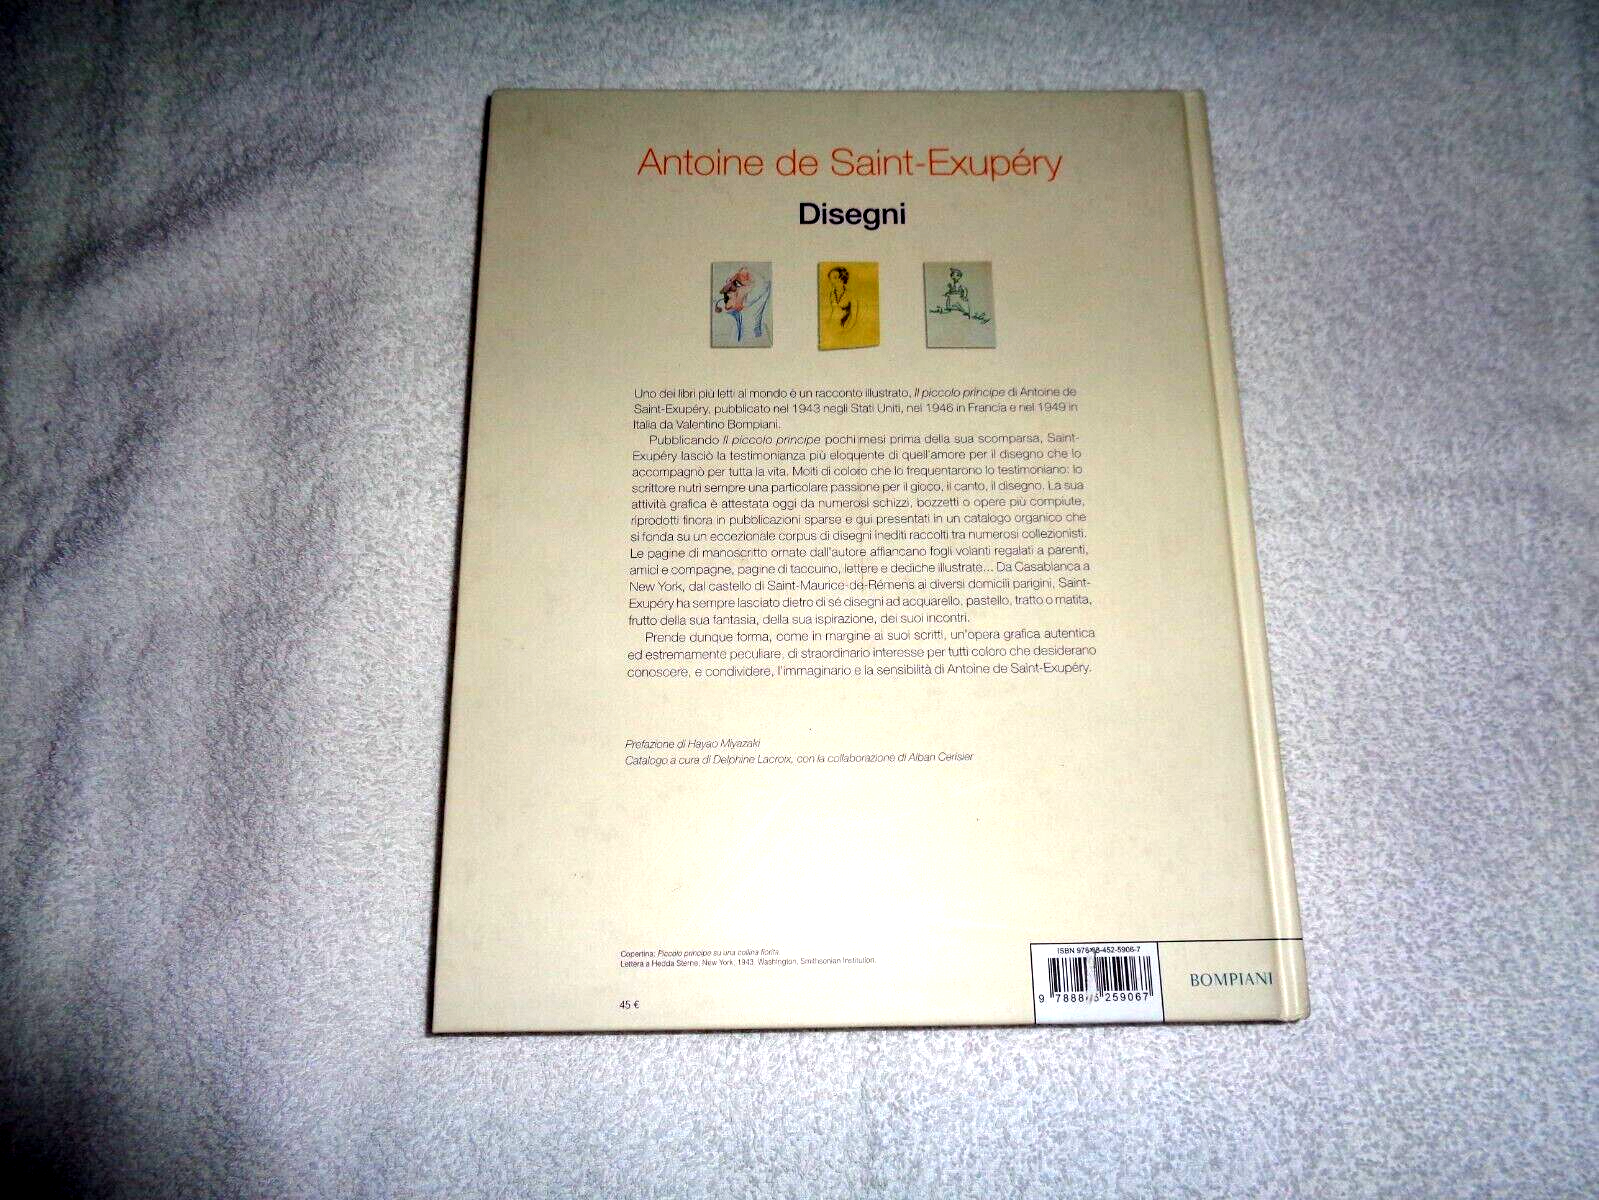 Antoine de Saint-Exupéry
Disegni
Uno dei libri più letti al mondo è un racconto illustrato, Il piccolo principe di Antoine de
Saint-Exupéry, pubblicato nel 1943 negli Stati Uniti, nel 1946 in Francia e nel 1949 in
Italia da Valentino Bompiani.
Pubblicando Il piccolo principe pochi mesi prima della sua scomparsa, Saint-
Exupéry lasciò la testimonianza più eloquente di quell'amore per il disegno che lo
accompagnò per tutta la vita. Molti di coloro che lo frequentarono lo testimoniano: lo
scrittore nutrì sempre una particolare passione per il gioco, il canto, il disegno. La sua
attività grafica è attestata oggi da numerosi schizzi, bozzetti o opere più compiute,
riprodotti finora in pubblicazioni sparse e qui presentati in un catalogo organico che
si fonda su un eccezionale corpus di disegni inediti raccolti tra numerosi collezionisti.
Le pagine di manoscritto ornate dall'autore affiancano fogli volanti regalati a parenti,
amici e compagne, pagine di taccuino, lettere e dediche illustrate... Da Casablanca a
New York, dal castello di Saint-Maurice-de-Rémens ai diversi domicili parigini, Saint-
Exupéry ha sempre lasciato dietro di sé disegni ad acquarello, pastello, tratto o matita,
frutto della sua fantasia, della sua ispirazione, dei suoi incontri.
Prende dunque forma, come in margine ai suoi scritti, un'opera grafica autentica
ed estremamente peculiare, di straordinario interesse per tutti coloro che desiderano
conoscere, e condividere, l'immaginario e la sensibilità di Antoine de Saint-Exupéry.
Prefazione di Hayao Miyazaki
Catalogo a cura di Delphine Lacroix, con la collaborazione di Alban Cerisier
Copertina: Piccolo principe su una collina fiorita.
Lettera a Hedda Sterne, New York, 1943, Washington, Smithsonian Institution.
45 €
ISBN 978-88-452-5906-7
9 788845 259067
BOMPIANI